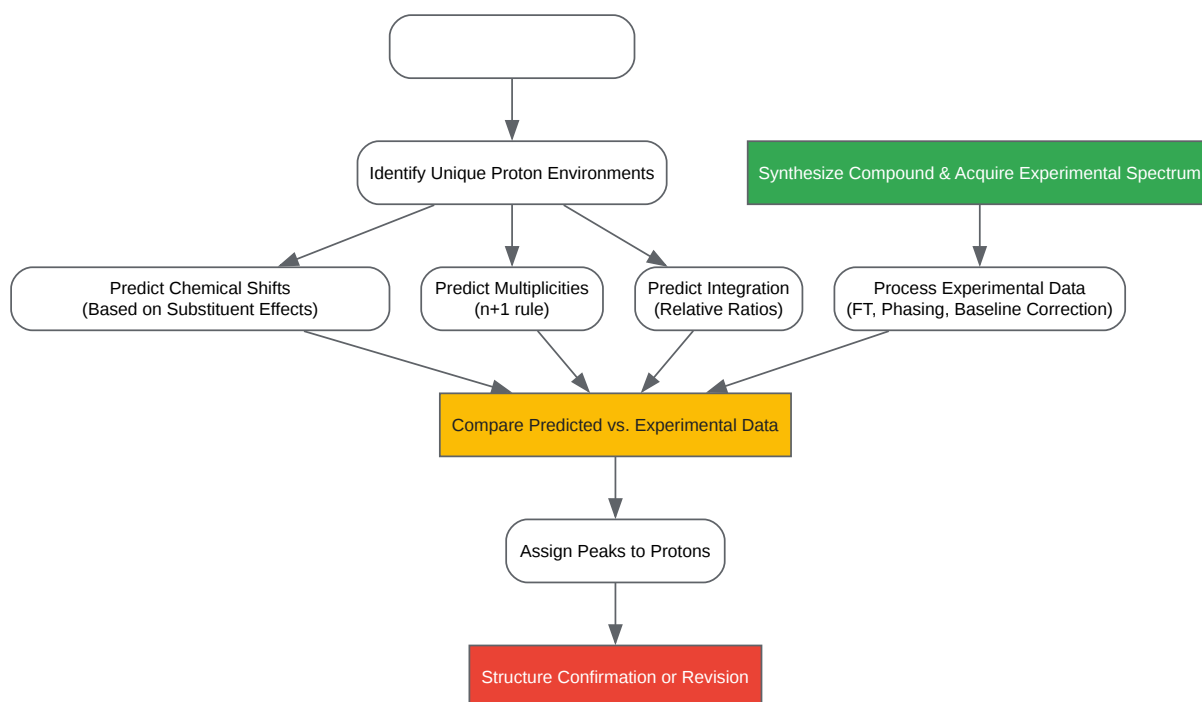 Identify Unique Proton Environments
Synthesize Compound & Acquire Experimental Spectrum
Predict Chemical Shifts
(Based on Substituent Effects)
Predict Multiplicities
(n+1 rule)
Predict Integration
(Relative Ratios)
Process Experimental Data
(FT, Phasing, Baseline Correction)
Compare Predicted vs. Experimental Data
Assign Peaks to Protons
Structure Confirmation or Revision